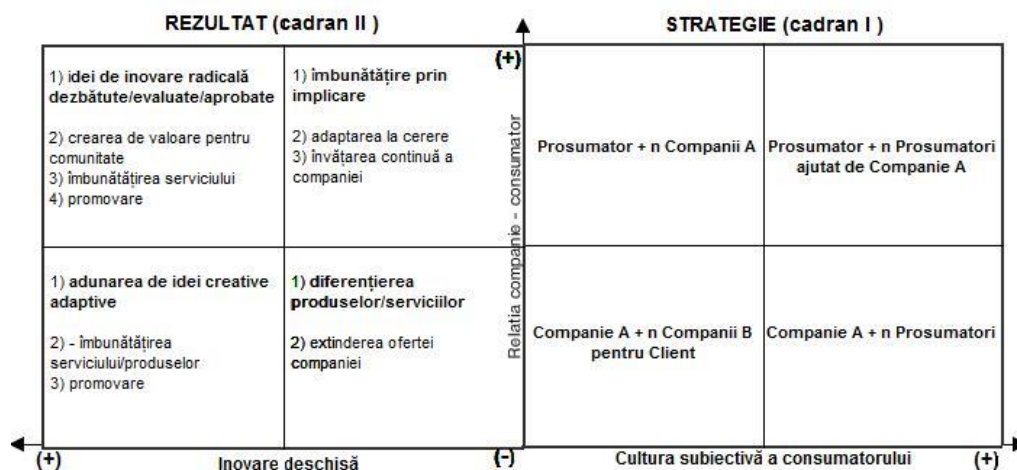 REZULTAT (cadran II )
STRATEGIE (cadran I )
(+)
1) idei de inovare radicală
dezbătute/evaluate/aprobate
2) crearea de valoare pentru
comunitate
3) îmbunătățirea serviciului
4) promovare
1) îmbunătățire prin
implicare
2) adaptarea la cerere
3) învățarea continuă a
companiei
Relatia companie - consumator
Prosumator + n Companii A
Prosumator + n Prosumatori
ajutat de Companie A
1) adunarea de idei creative
adaptive
2) - îmbunătățirea
serviciului/produselor
3) promovare
1) diferențierea
produselor/serviciilor
2) extinderea ofertei
companiei
Companie A + n Companii B
pentru Client
Companie A + n Prosumatori
(+)
Inovare deschisă
(-)
Cultura subiectivă a consumatorului
(+)